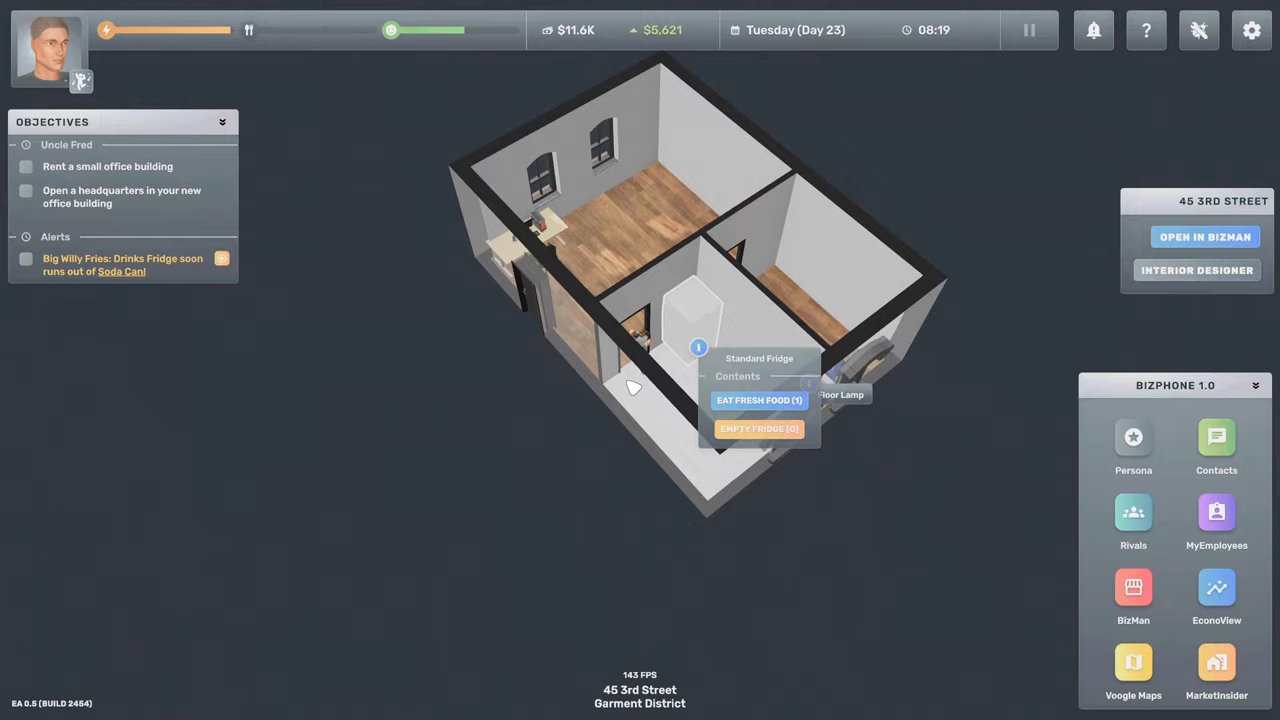 $11.6K
$5,621
Tuesday (Day 23)
08:19
OBJECTIVES
Uncle Fred
Rent a small office building
Open a headquarters in your new
office building
Alerts
Big Willy Fries: Drinks Fridge soon
runs out of Soda Can!
45 3RD STREET
OPEN IN BIZMAN
INTERIOR DESIGNER
Standard Fridge
Contents
EAT FRESH FOOD (1)
EMPTY FRIDGE (0)
Floor Lamp
BIZPHONE 1.0
Persona
Contacts
Rivals
MyEmployees
BizMan
EconoView
Voogle Maps
MarketInsider
143 FPS
45 3rd Street
Garment District
EA 0.5 (BUILD 2454)